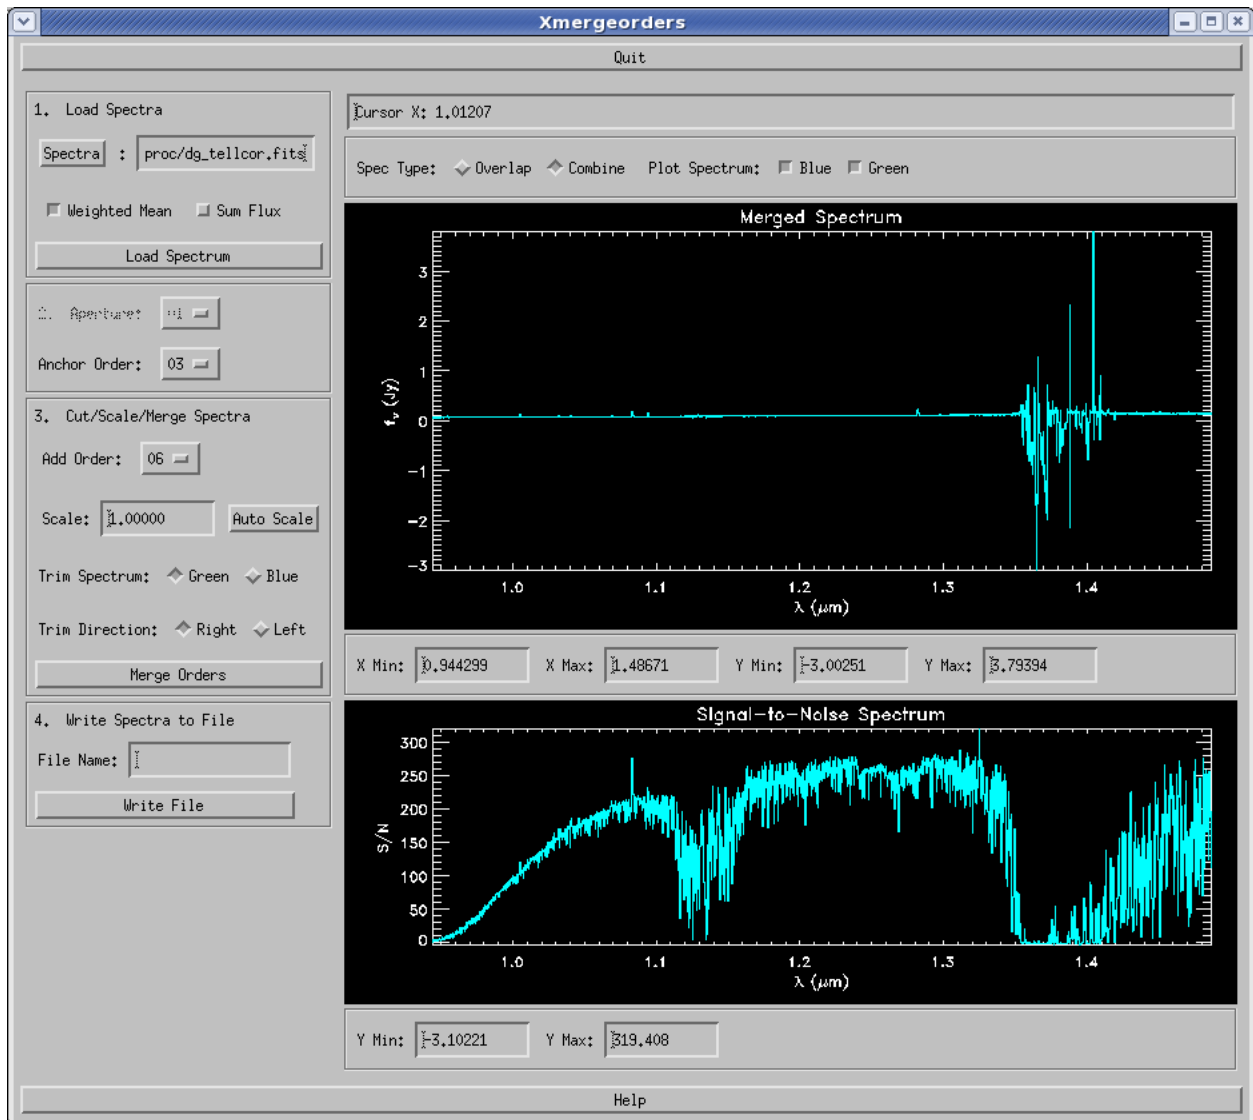 Xmergeorders
Quit
1. Load Spectra
Spectra : proc/dg_tellcor.fits
Weighted Mean Sum Flux
Load Spectrum
2. Aperture: 01
Anchor Order: 03
3. Cut/Scale/Merge Spectra
Add Order: 06
Scale: 1.00000 Auto Scale
Trim Spectrum: Green Blue
Trim Direction: Right Left
Merge Orders
4. Write Spectra to File
File Name:
Write File
Cursor X: 1.01207
Spec Type: Overlap Combine Plot Spectrum: Blue Green
Merged Spectrum
3
2
1
0
-1
-2
-3
fν (Jy)
1.0 1.1 1.2 1.3 1.4
λ (μm)
X Min: 0.944299 X Max: 1.48671 Y Min: -3.00251 Y Max: 3.79394
Signal-to-Noise Spectrum
300
250
200
150
100
50
0
S/N
1.0 1.1 1.2 1.3 1.4
λ (μm)
Y Min: -3.10221 Y Max: 319.408
Help